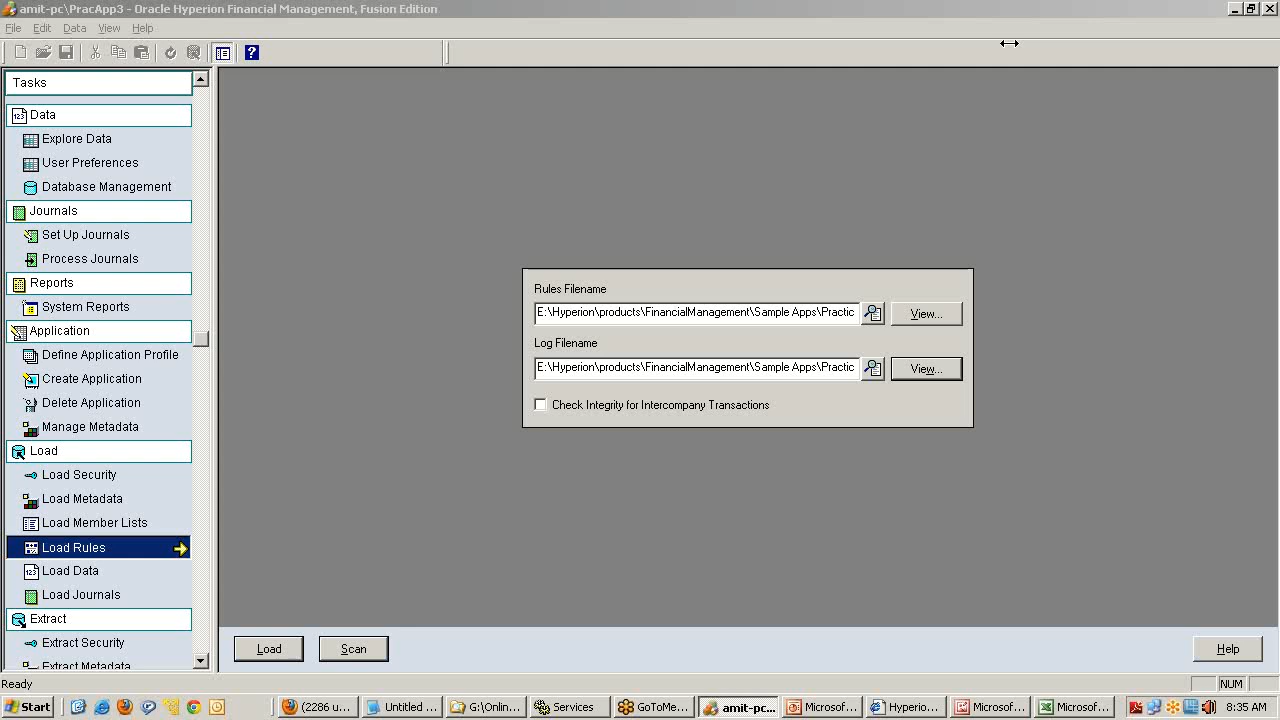 amit-pc\PracApp3 - Oracle Hyperion Financial Management, Fusion Edition
File Edit Data View Help
Tasks
Data
Explore Data
User Preferences
Database Management
Journals
Set Up Journals
Process Journals
Reports
System Reports
Application
Define Application Profile
Create Application
Delete Application
Manage Metadata
Load
Load Security
Load Metadata
Load Member Lists
Load Rules
Load Data
Load Journals
Extract
Extract Security
Extract Metadata
Rules Filename
E:\Hyperion\products\FinancialManagement\Sample Apps\Practic
View...
Log Filename
E:\Hyperion\products\FinancialManagement\Sample Apps\Practic
View...
Check Integrity for Intercompany Transactions
Load Scan Help
Ready NUM
Start (2286 u... Untitled ... G:\Onlin... Services GoToMe... amit-pc... Microsof... Hyperio... Microsof... Microsof... 8:35 AM